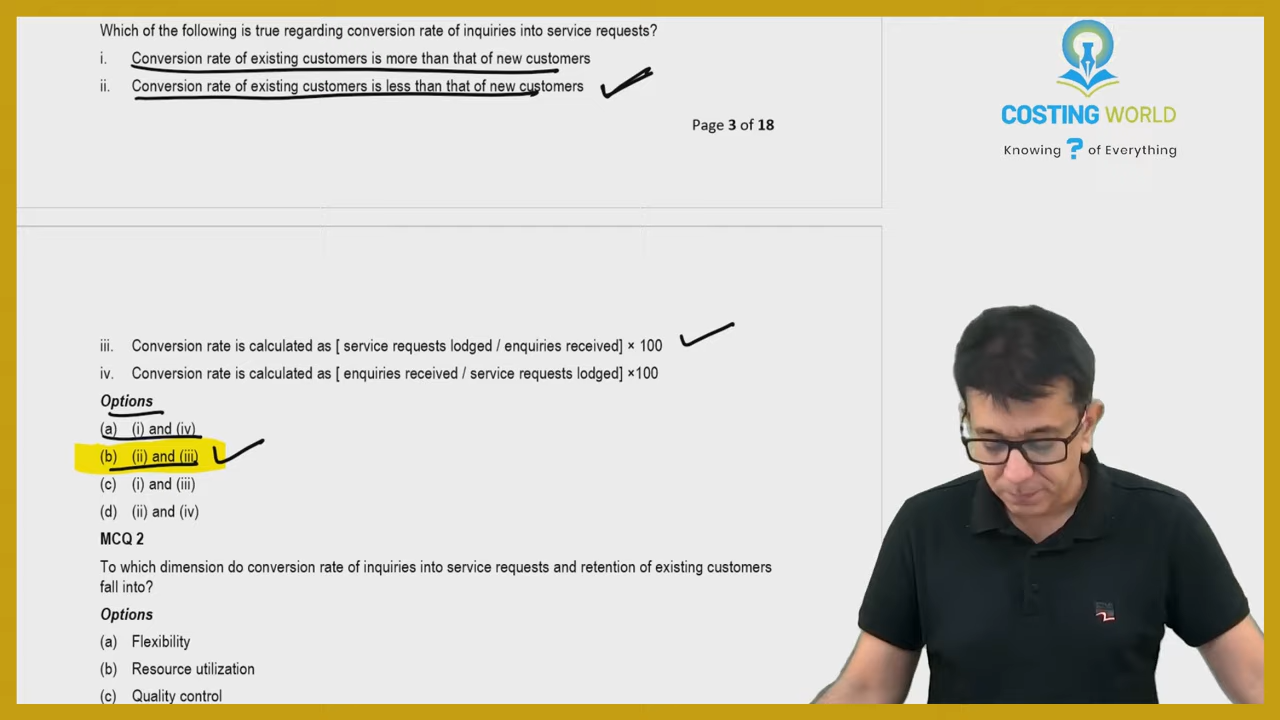 Which of the following is true regarding conversion rate of inquiries into service requests?
i. Conversion rate of existing customers is more than that of new customers
ii. Conversion rate of existing customers is less than that of new customers
Page 3 of 18
COSTING WORLD
Knowing ? of Everything
iii. Conversion rate is calculated as [ service requests lodged / enquiries received] × 100
iv. Conversion rate is calculated as [ enquiries received / service requests lodged] ×100
Options
(a) (i) and (iv)
(b) (ii) and (iii)
(c) (i) and (iii)
(d) (ii) and (iv)
MCQ 2
To which dimension do conversion rate of inquiries into service requests and retention of existing customers
fall into?
Options
(a) Flexibility
(b) Resource utilization
(c) Quality control